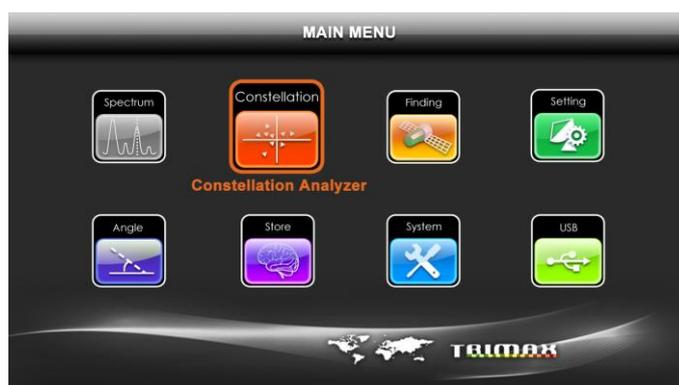 MAIN MENU
Spectrum
Constellation
Finding
Setting
Constellation Analyzer
Angle
Store
System
USB
TRIMAX